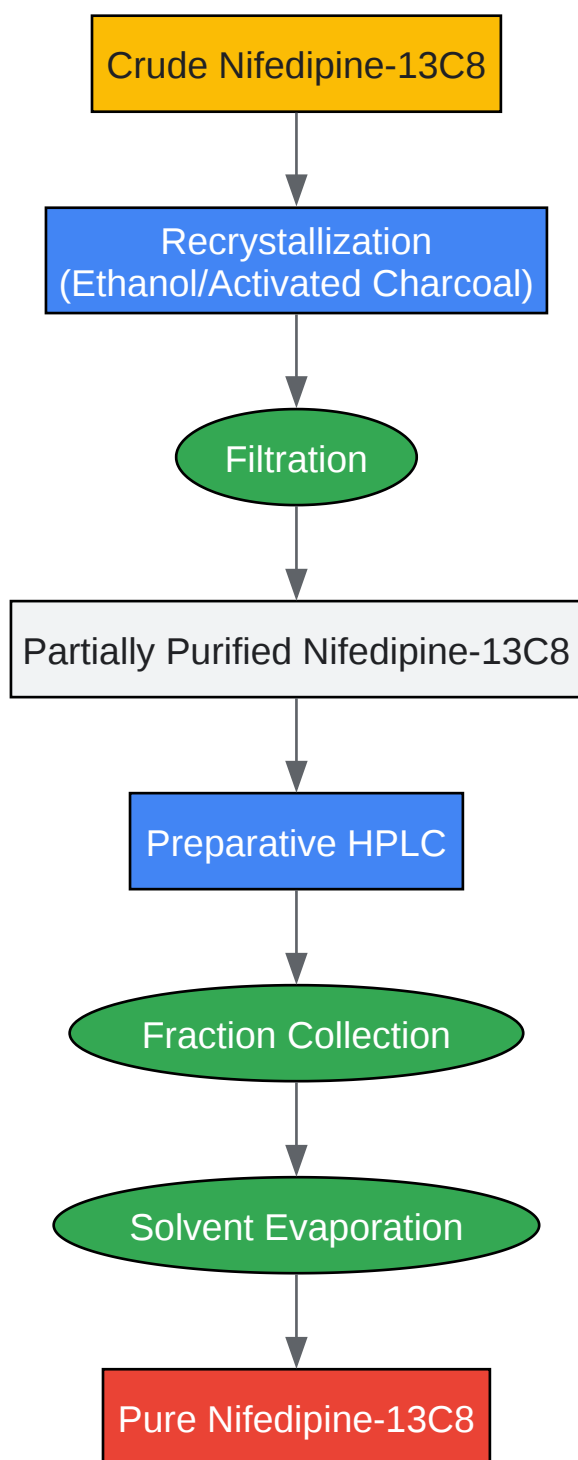 Crude Nifedipine-13C8
Recrystallization
(Ethanol/Activated Charcoal)
Filtration
Partially Purified Nifedipine-13C8
Preparative HPLC
Fraction Collection
Solvent Evaporation
Pure Nifedipine-13C8